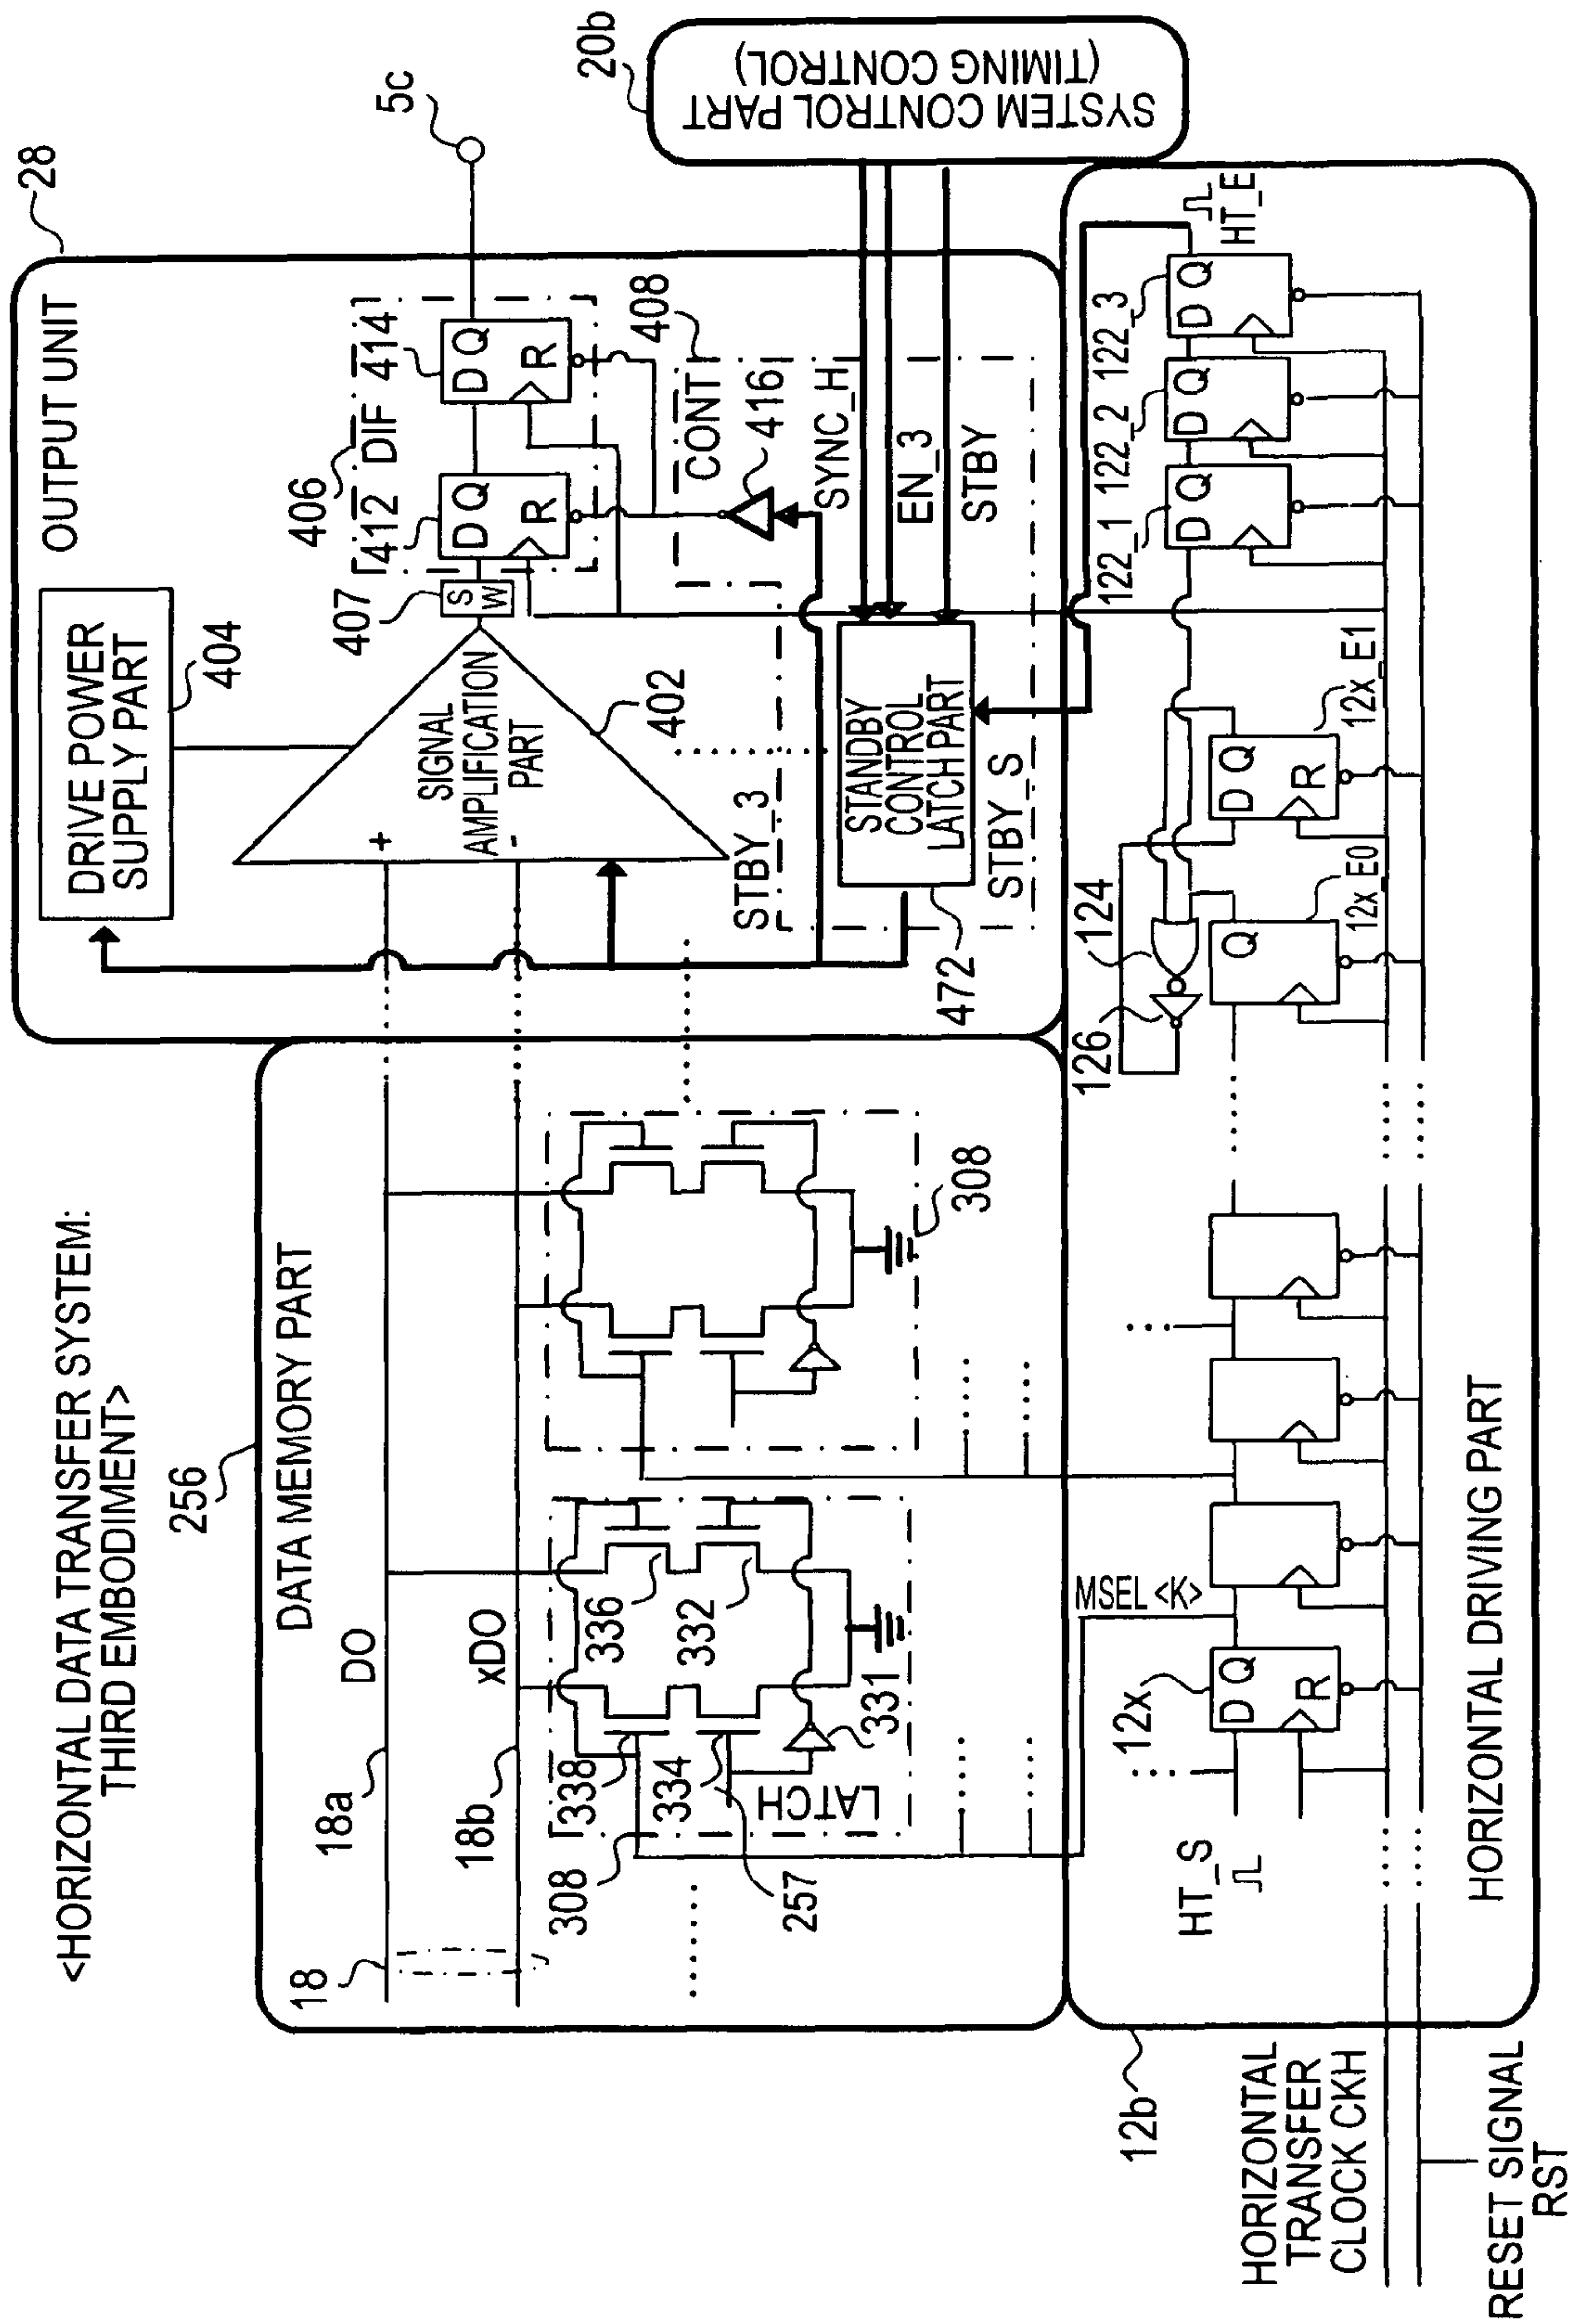 <HORIZONTAL DATA TRANSFER SYSTEM:
THIRD EMBODIMENT>
256
DATA MEMORY PART
18
18a
DO
18b
xDO
308
338
336
334
332
257
LATCH
331
308
28
OUTPUT UNIT
DRIVE POWER
SUPPLY PART
404
+
-
SIGNAL
AMPLIFICATION
PART
402
407
S
W
406
DIF
412
D Q
R
414
D Q
R
5c
408
CONT
416
SYNC_H
EN_3
STBY
STBY_3
STANDBY
CONTROL
LATCH PART
STBY_S
472
20b
SYSTEM CONTROL PART
(TIMING CONTROL)
12b
HORIZONTAL DRIVING PART
HT_S
MSEL <K>
12x
D Q
R
126
124
Q
12x_E0
D Q
R
12x_E1
122_1
D Q
122_2
D Q
122_3
D Q
HT_E
HORIZONTAL
TRANSFER
CLOCK CKH
RESET SIGNAL
RST